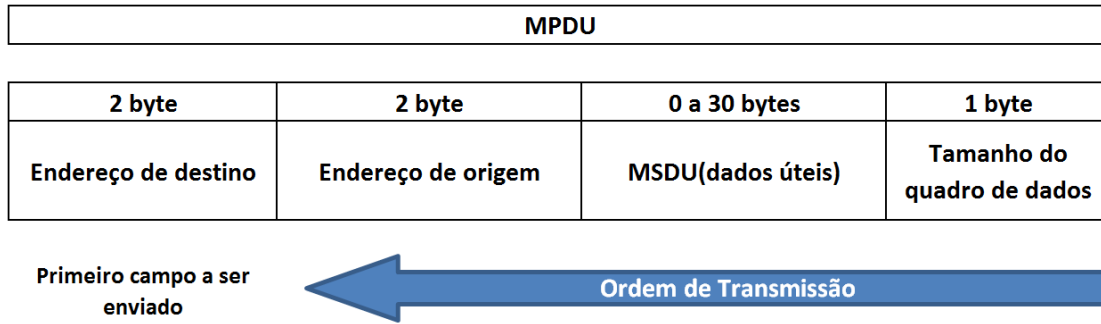 MPDU
2 byte
2 byte
0 a 30 bytes
1 byte
Endereço de destino
Endereço de origem
MSDU(dados úteis)
Tamanho do
quadro de dados
Primeiro campo a ser
enviado
Ordem de Transmissão